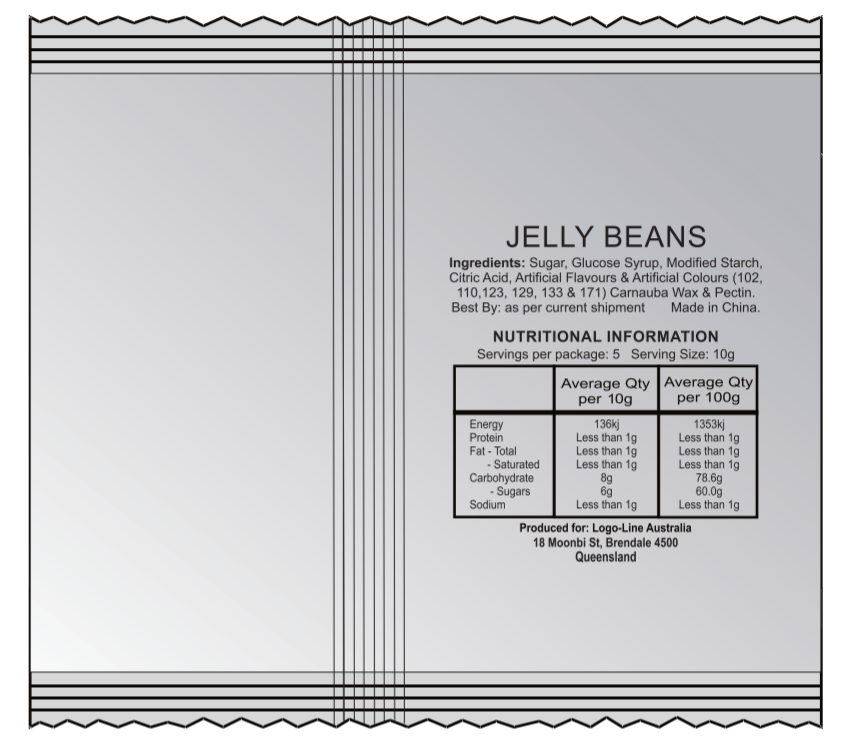 JELLY BEANS
Ingredients: Sugar, Glucose Syrup, Modified Starch,
Citric Acid, Artificial Flavours & Artificial Colours (102,
110,123, 129, 133 & 171) Carnauba Wax & Pectin.
Best By: as per current shipment Made in China.
NUTRITIONAL INFORMATION
Servings per package: 5 Serving Size: 10g
Average Qty per 10g Average Qty per 100g
Energy 136kj 1353kj
Protein Less than 1g Less than 1g
Fat - Total Less than 1g Less than 1g
- Saturated Less than 1g Less than 1g
Carbohydrate 8g 78.6g
- Sugars 6g 60.0g
Sodium Less than 1g Less than 1g
Produced for: Logo-Line Australia
18 Moonbi St, Brendale 4500
Queensland